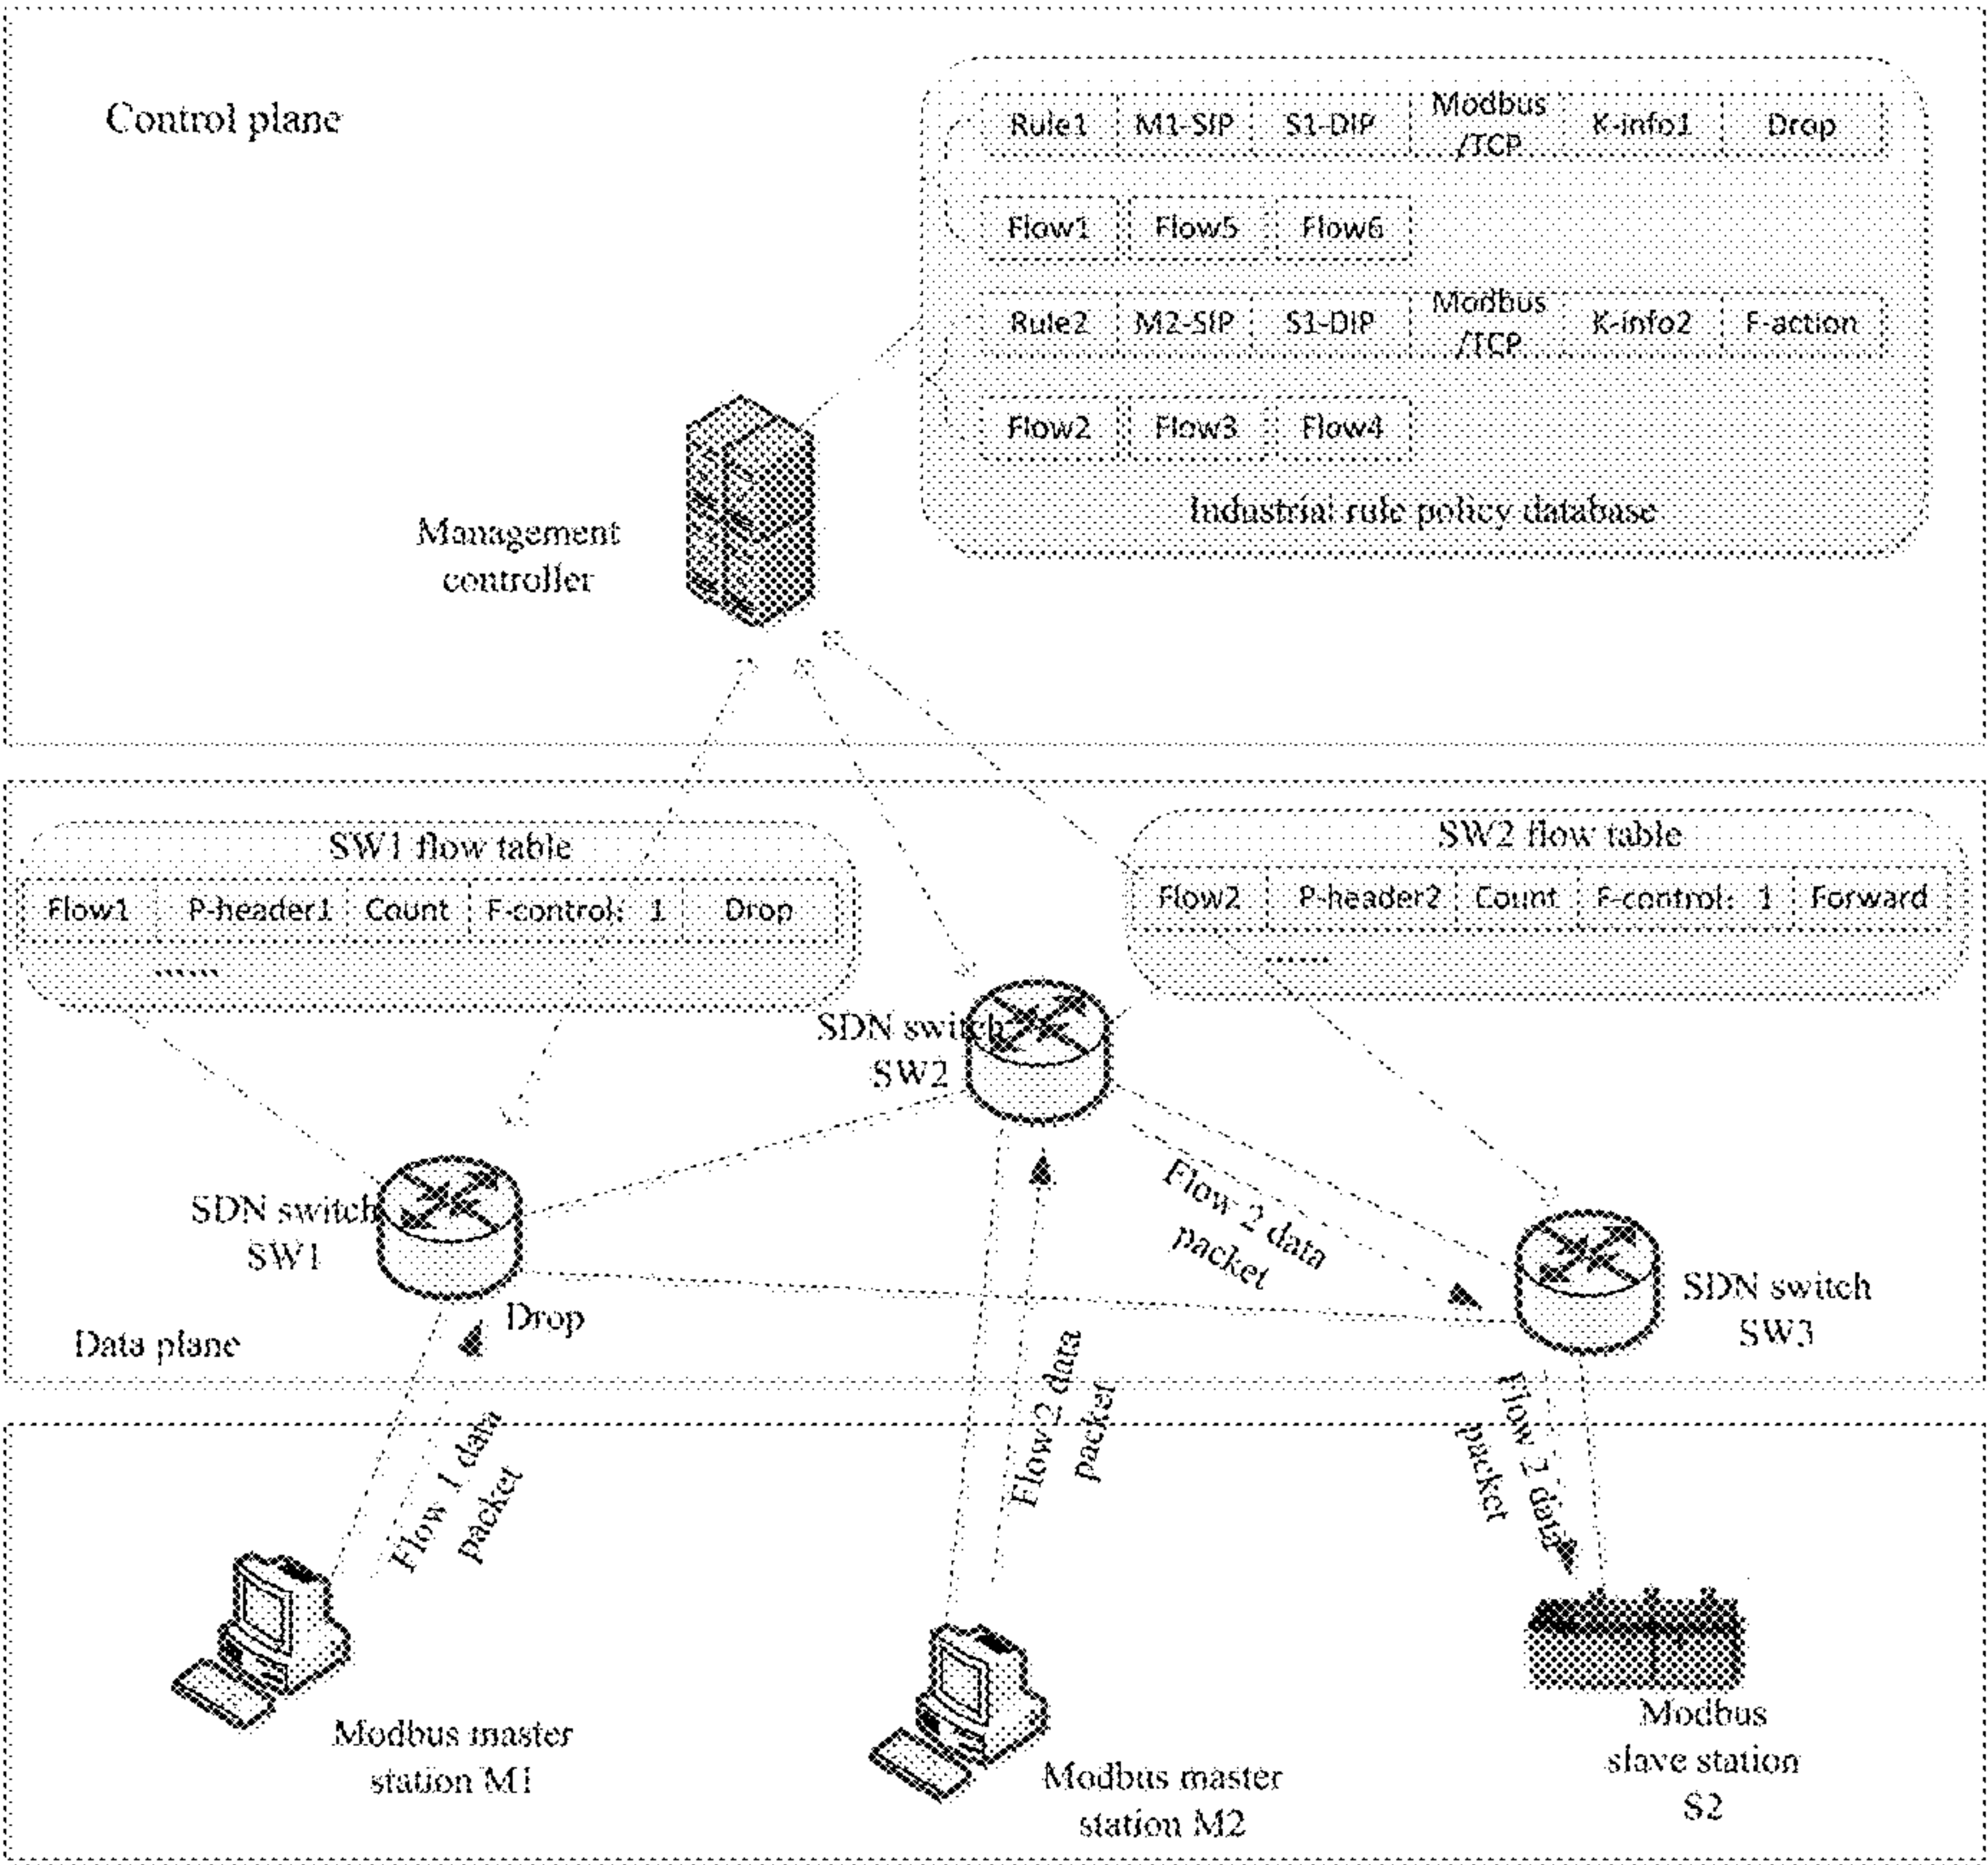 Control plane
Rule1 M1-SIP S1-DIP Modbus /TCP K-info1 Drop
Flow1 Flow5 Flow6
Rule2 M2-SIP S1-DIP Modbus /TCP K-info2 F-action
Flow2 Flow3 Flow4
Industrial rule policy database
Management
controller
SW1 flow table
Flow1 P-header1 Count F-control: 1 Drop
......
SW2 flow table
Flow2 P-header2 Count F-control: 1 Forward
......
SDN switch
SW2
SDN switch
SW1
Drop
Data plane
Flow 2 data
packet
SDN switch
SW3
Flow 1 data
packet
Flow 2 data
packet
Flow 2 data
packet
Modbus master
station M1
Modbus master
station M2
Modbus
slave station
S2